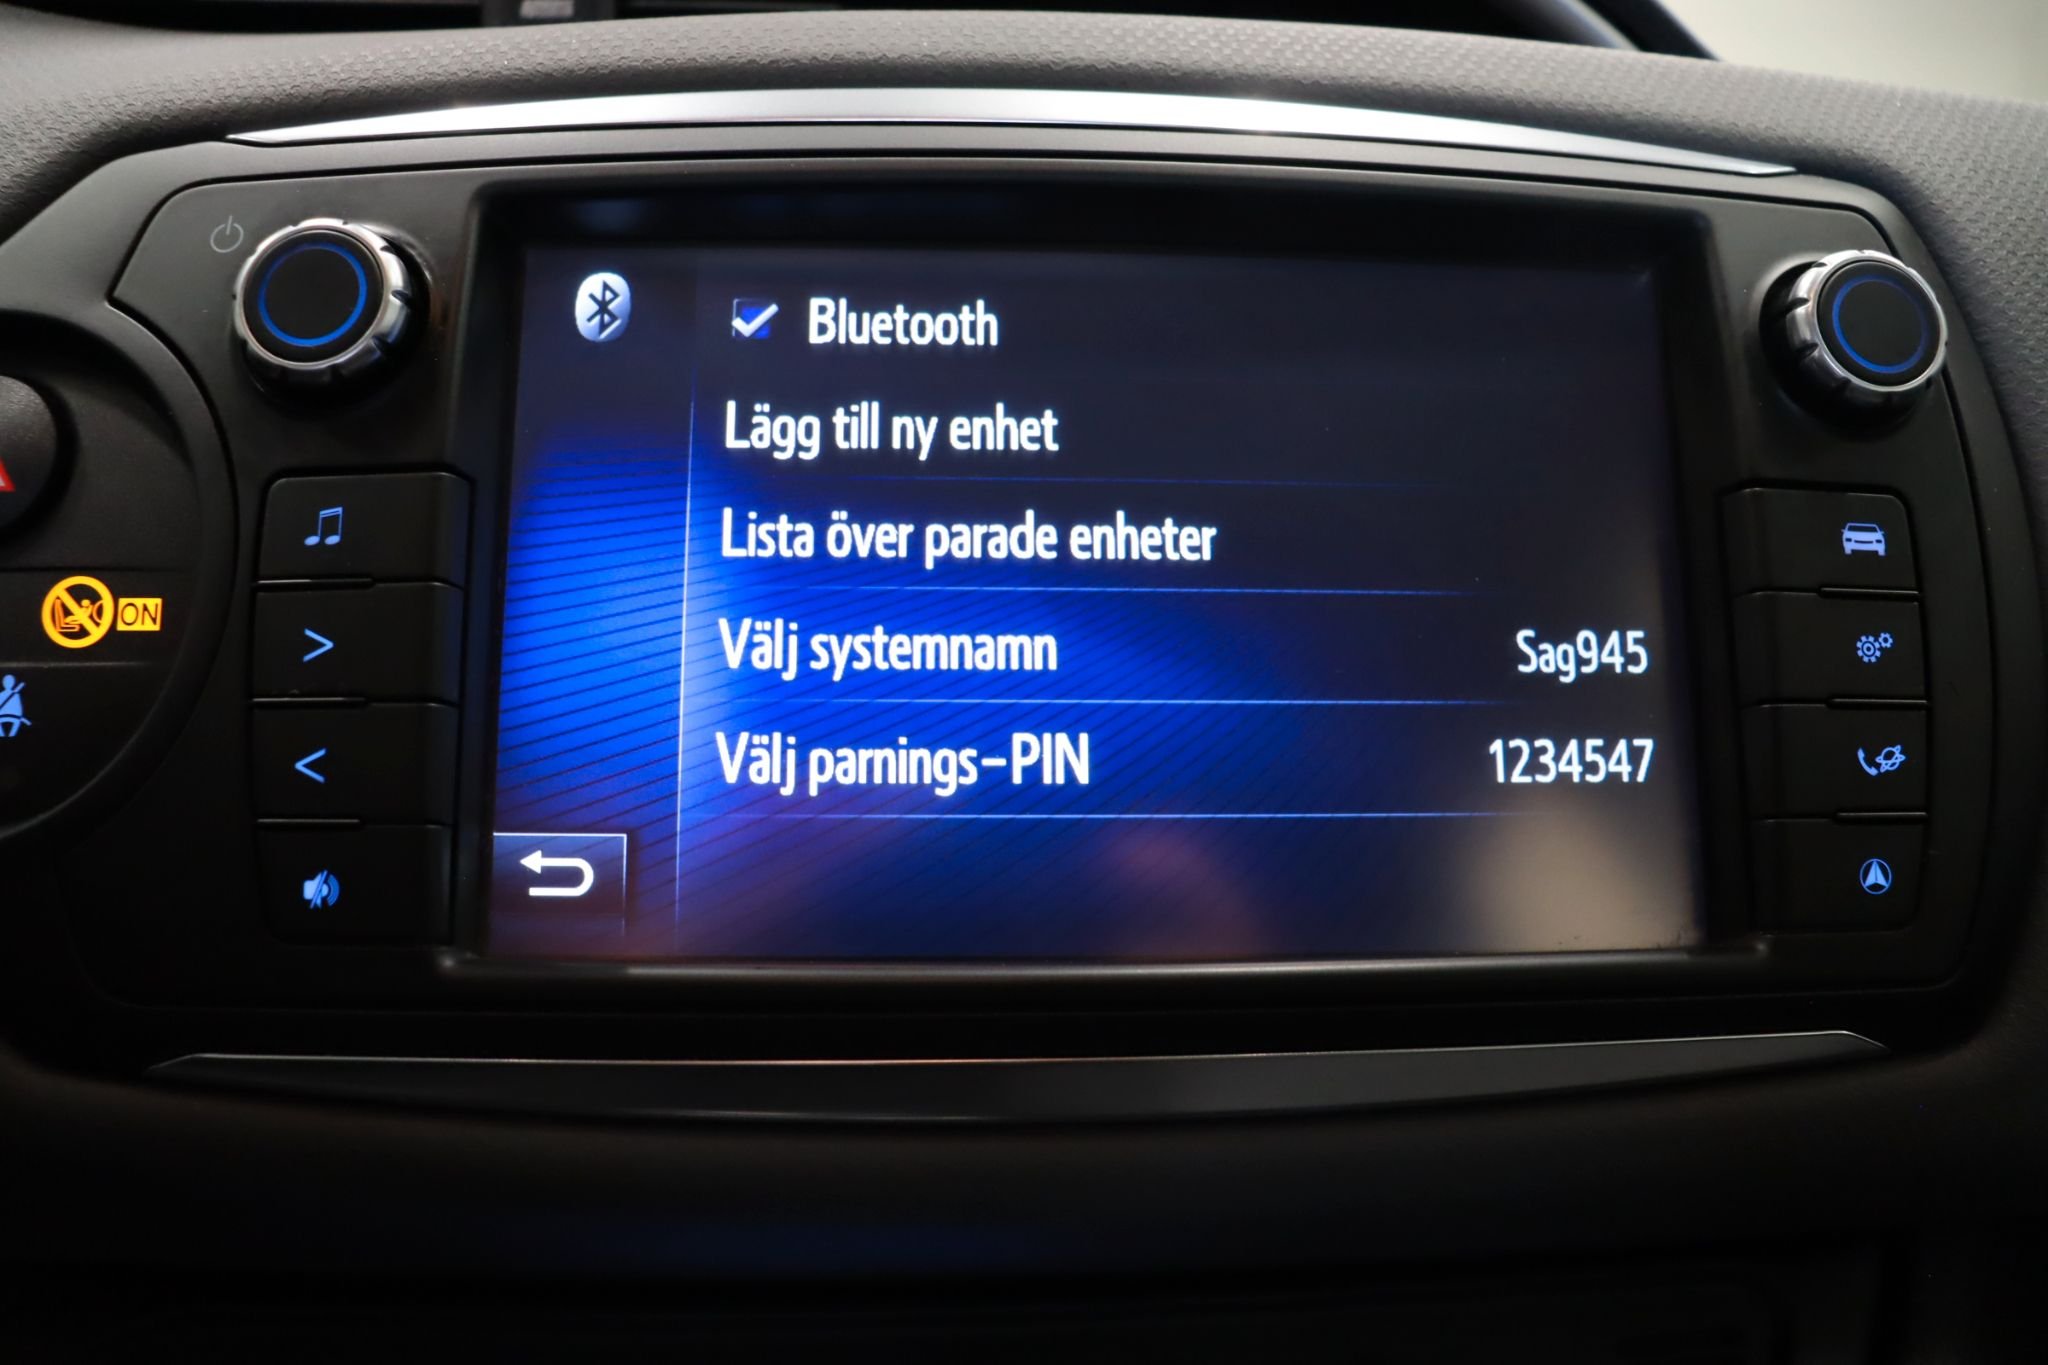 Bluetooth
Lägg till ny enhet
Lista över parade enheter
Välj systemnamn Sag945
Välj parnings-PIN 1234547
ON